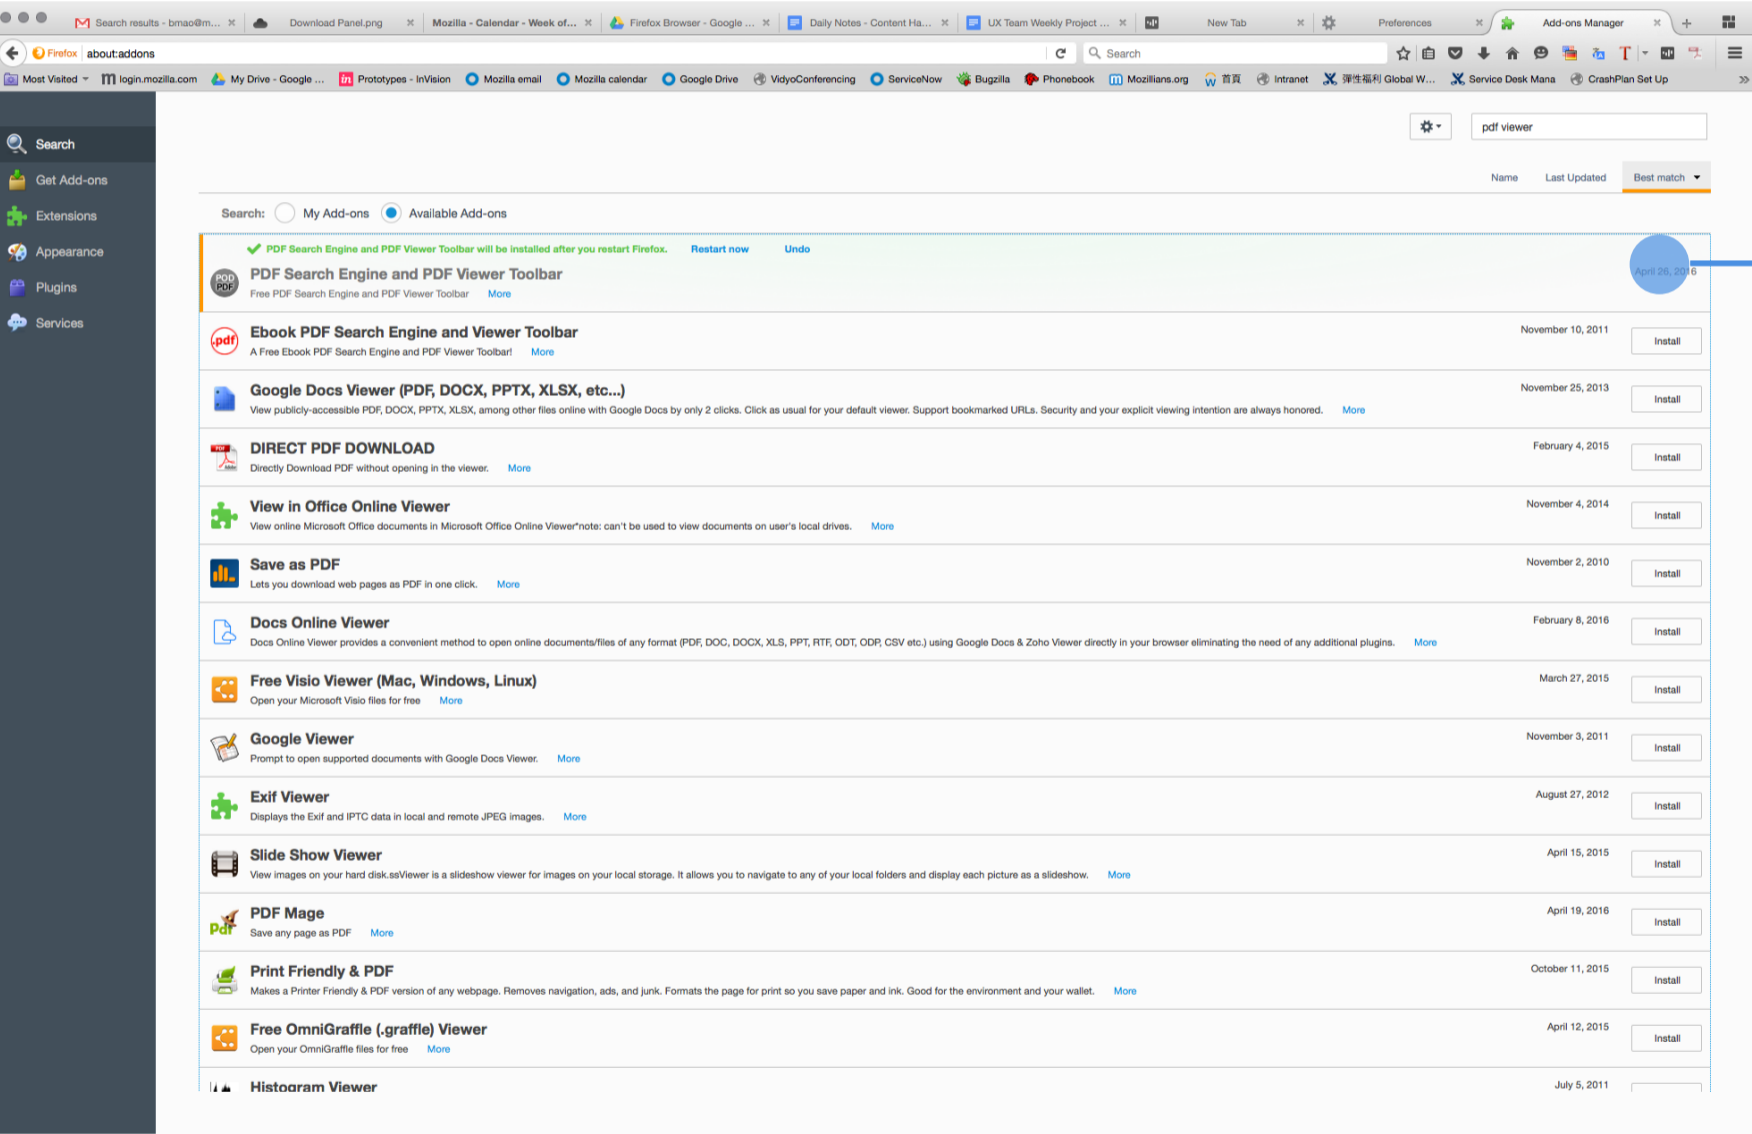 Search results - bmao@m...
Download Panel.png
Mozilla - Calendar - Week of...
Firefox Browser - Google ...
Daily Notes - Content Ha...
UX Team Weekly Project ...
New Tab
Preferences
Add-ons Manager
Firefox about:addons
Search
Most Visited
login.mozilla.com
My Drive - Google ...
Prototypes - InVision
Mozilla email
Mozilla calendar
Google Drive
VidyoConferencing
ServiceNow
Bugzilla
Phonebook
Mozillians.org
首頁
Intranet
彈性福利 Global W...
Service Desk Mana
CrashPlan Set Up
Search
Get Add-ons
Extensions
Appearance
Plugins
Services
pdf viewer
Name
Last Updated
Best match
Search:
My Add-ons
Available Add-ons
PDF Search Engine and PDF Viewer Toolbar will be installed after you restart Firefox. Restart now Undo
POD
PDF
PDF Search Engine and PDF Viewer Toolbar
April 26, 2016
Free PDF Search Engine and PDF Viewer Toolbar More
.pdf
Ebook PDF Search Engine and Viewer Toolbar
November 10, 2011
Install
A Free Ebook PDF Search Engine and PDF Viewer Toolbar! More
Google Docs Viewer (PDF, DOCX, PPTX, XLSX, etc...)
November 25, 2013
Install
View publicly-accessible PDF, DOCX, PPTX, XLSX, among other files online with Google Docs by only 2 clicks. Click as usual for your default viewer. Support bookmarked URLs. Security and your explicit viewing intention are always honored. More
DIRECT PDF DOWNLOAD
February 4, 2015
Install
Directly Download PDF without opening in the viewer. More
View in Office Online Viewer
November 4, 2014
Install
View online Microsoft Office documents in Microsoft Office Online Viewer*note: can't be used to view documents on user's local drives. More
Save as PDF
November 2, 2010
Install
Lets you download web pages as PDF in one click. More
Docs Online Viewer
February 8, 2016
Install
Docs Online Viewer provides a convenient method to open online documents/files of any format (PDF, DOC, DOCX, XLS, PPT, RTF, ODT, ODP, CSV etc.) using Google Docs & Zoho Viewer directly in your browser eliminating the need of any additional plugins. More
Free Visio Viewer (Mac, Windows, Linux)
March 27, 2015
Install
Open your Microsoft Visio files for free More
Google Viewer
November 3, 2011
Install
Prompt to open supported documents with Google Docs Viewer. More
Exif Viewer
August 27, 2012
Install
Displays the Exif and IPTC data in local and remote JPEG images. More
Slide Show Viewer
April 15, 2015
Install
View images on your hard disk.ssViewer is a slideshow viewer for images on your local storage. It allows you to navigate to any of your local folders and display each picture as a slideshow. More
PDF Mage
April 19, 2016
Install
Save any page as PDF More
Print Friendly & PDF
October 11, 2015
Install
Makes a Printer Friendly & PDF version of any webpage. Removes navigation, ads, and junk. Formats the page for print so you save paper and ink. Good for the environment and your wallet. More
Free OmniGraffle (.graffle) Viewer
April 12, 2015
Install
Open your OmniGraffle files for free More
Histogram Viewer
July 5, 2011